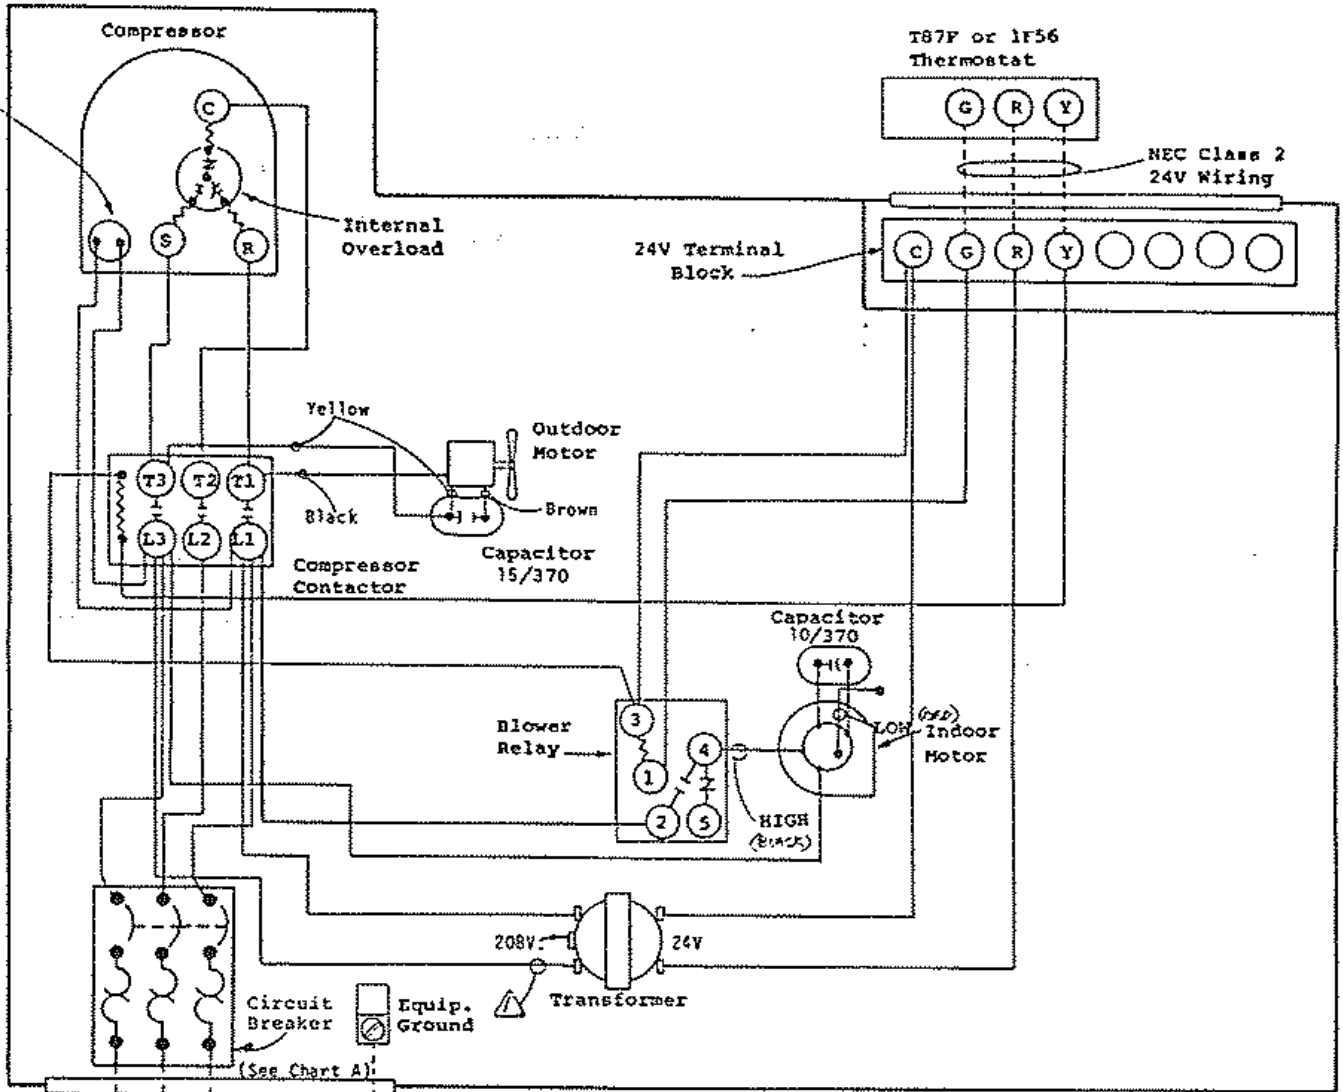 Compressor
C
S
R
Internal
Overload
T87F or 1F56
Thermostat
G R Y
NEC Class 2
24V Wiring
24V Terminal
Block
C G R Y
Yellow
Outdoor
Motor
Black
Brown
Capacitor
15/370
T3 T2 T1
L3 L2 L1
Compressor
Contactor
Capacitor
10/370
Blower
Relay
3
1
4
2
5
LOW (RED)
Indoor
Motor
HIGH
(BLACK)
208V.
24V
Transformer
Circuit
Breaker
(See Chart A)
Equip.
Ground